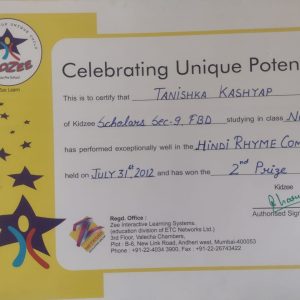 KIDZEE
Celebrating Unique Poten
This is to certify that TANISHKA KASHYAP
of Kidzee Scholars Sec-9, FBD studying in class N
has performed exceptionally well in the HINDI RHYME COM
held on JULY 31st 2012 and has won the 2nd Prize
Kidzee
Authorised Sign
Regd. Office :
Zee Interactive Learning Systems.
(education division of ETC Networks Ltd.)
3rd Floor, Valecha Chambers,
Plot : B-6, New Link Road, Andheri west, Mumbai-400053
Phone : +91-22-4034 3900. Fax : +91-22-26743422